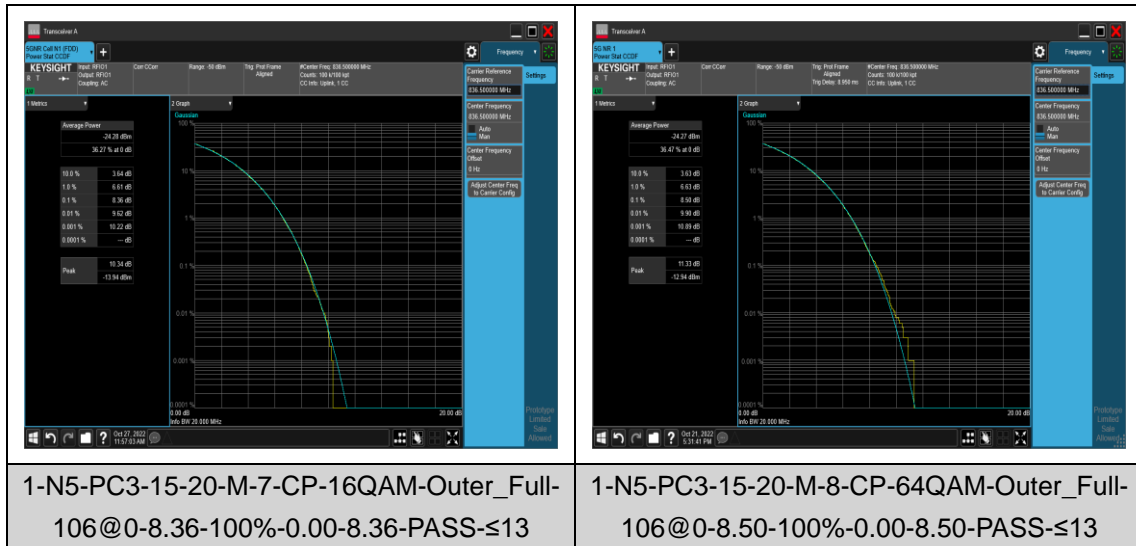 Transceiver A
5GNR Cell N1 (FDD)
Power Stat CCDF
Frequency
KEYSIGHT
R T
Input: RFIO1
Output: RFIO1
Coupling: AC
Corr CCorr
Range: -50 dBm
Trig: Prot Frame
Aligned
#Center Freq: 836.500000 MHz
Counts: 100 k/100 kpt
CC Info: Uplink, 1 CC
Carrier Reference
Frequency
836.500000 MHz
Settings
Center Frequency
836.500000 MHz
Auto
Man
Center Frequency
Offset
0 Hz
Adjust Center Freq
to Carrier Config
1 Metrics
Average Power
-24.28 dBm
36.27 % at 0 dB
10.0 % 3.64 dB
1.0 % 6.61 dB
0.1 % 8.36 dB
0.01 % 9.62 dB
0.001 % 10.22 dB
0.0001 % --- dB
Peak
10.34 dB
-13.94 dBm
2 Graph
Gaussian
100 %
10 %
1 %
0.1 %
0.01 %
0.001 %
0.0001 %
0.00 dB
20.00 dB
Info BW 20.000 MHz
Oct 27, 2022
11:57:03 AM
Prototype
Limited
Sale
Allowed
Transceiver A
5G NR 1
Power Stat CCDF
Frequency
KEYSIGHT
R T
Input: RFIO1
Output: RFIO1
Coupling: AC
Corr CCorr
Range: -50 dBm
Trig: Prot Frame
Aligned
Trig Delay: 8.950 ms
#Center Freq: 836.500000 MHz
Counts: 100 k/100 kpt
CC Info: Uplink, 1 CC
Carrier Reference
Frequency
836.500000 MHz
Settings
Center Frequency
836.500000 MHz
Auto
Man
Center Frequency
Offset
0 Hz
Adjust Center Freq
to Carrier Config
1 Metrics
Average Power
-24.27 dBm
36.47 % at 0 dB
10.0 % 3.63 dB
1.0 % 6.63 dB
0.1 % 8.50 dB
0.01 % 9.90 dB
0.001 % 10.89 dB
0.0001 % --- dB
Peak
11.33 dB
-12.94 dBm
2 Graph
Gaussian
100 %
10 %
1 %
0.1 %
0.01 %
0.001 %
0.0001 %
0.00 dB
20.00 dB
Info BW 20.000 MHz
Oct 21, 2022
5:31:41 PM
Prototype
Limited
Sale
Allowed
1-N5-PC3-15-20-M-7-CP-16QAM-Outer_Full-
106@0-8.36-100%-0.00-8.36-PASS-≤13
1-N5-PC3-15-20-M-8-CP-64QAM-Outer_Full-
106@0-8.50-100%-0.00-8.50-PASS-≤13